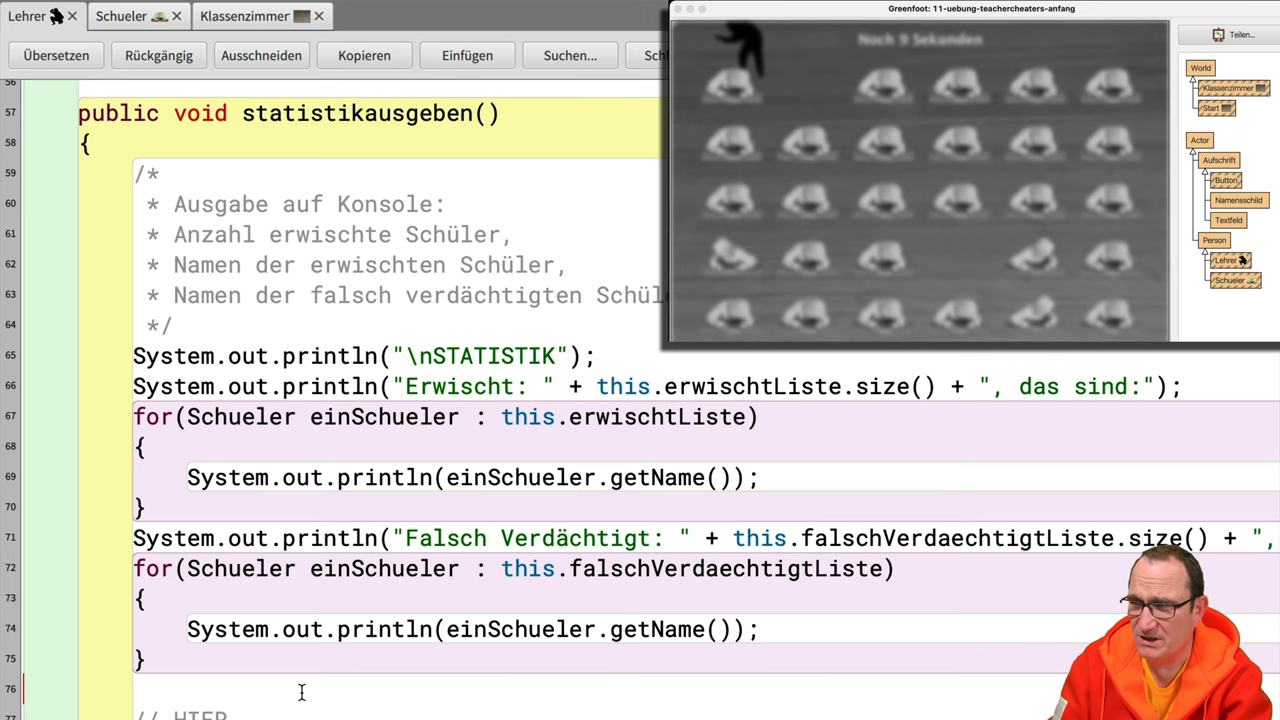 Lehrer
Schueler
Klassenzimmer
Übersetzen
Rückgängig
Ausschneiden
Kopieren
Einfügen
Suchen...
56
57 public void statistikausgeben()
58 {
59 /*
60 * Ausgabe auf Konsole:
61 * Anzahl erwischte Schüler,
62 * Namen der erwischten Schüler,
63 * Namen der falsch verdächtigten
64 */
65 System.out.println("\nSTATISTIK");
66 System.out.println("Erwischt: " + this.erwischtListe.size() + ", das sind:");
67 for(Schueler einSchueler : this.erwischtListe)
68 {
69 System.out.println(einSchueler.getName());
70 }
71 System.out.println("Falsch Verdächtigt: " + this.falschVerdaechtigtListe.size() + ",
72 for(Schueler einSchueler : this.falschVerdaechtigtListe)
73 {
74 System.out.println(einSchueler.getName());
75 }
76
77 // HIER
Greenfoot: 11-uebung-teachercheaters-anfang
Noch 9 Sekunden
Teilen...
World
Klassenzimmer
Start
Actor
Aufschrift
Button
Namensschild
Textfeld
Person
Lehrer
Schueler